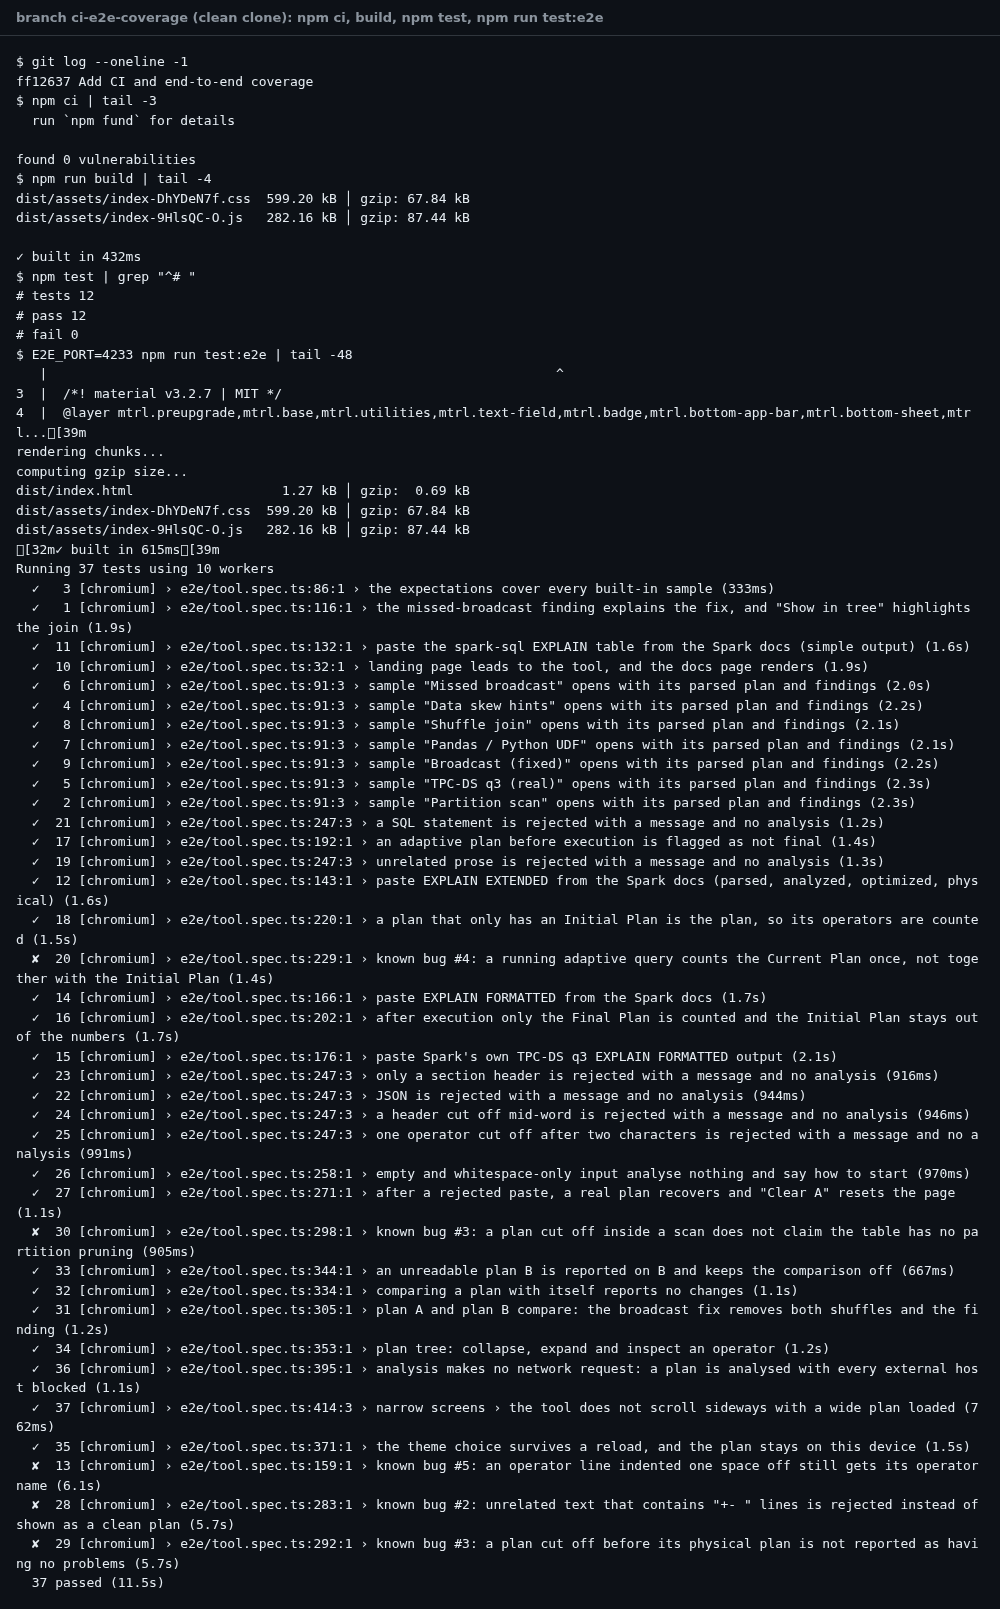 branch ci-e2e-coverage (clean clone): npm ci, build, npm test, npm run test:e2e
$ git log --oneline -1
ff12637 Add CI and end-to-end coverage
$ npm ci | tail -3
  run `npm fund` for details
found 0 vulnerabilities
$ npm run build | tail -4
dist/assets/index-DhYDeN7f.css  599.20 kB │ gzip: 67.84 kB
dist/assets/index-9HlsQC-O.js   282.16 kB │ gzip: 87.44 kB
✓ built in 432ms
$ npm test | grep "^# "
# tests 12
# pass 12
# fail 0
$ E2E_PORT=4233 npm run test:e2e | tail -48
   |                                                                 ^
3  |  /*! material v3.2.7 | MIT */
4  |  @layer mtrl.preupgrade,mtrl.base,mtrl.utilities,mtrl.text-field,mtrl.badge,mtrl.bottom-app-bar,mtrl.bottom-sheet,mtr
l...[39m
rendering chunks...
computing gzip size...
dist/index.html                   1.27 kB │ gzip:  0.69 kB
dist/assets/index-DhYDeN7f.css  599.20 kB │ gzip: 67.84 kB
dist/assets/index-9HlsQC-O.js   282.16 kB │ gzip: 87.44 kB
[32m✓ built in 615ms[39m
Running 37 tests using 10 workers
  ✓   3 [chromium] › e2e/tool.spec.ts:86:1 › the expectations cover every built-in sample (333ms)
  ✓   1 [chromium] › e2e/tool.spec.ts:116:1 › the missed-broadcast finding explains the fix, and "Show in tree" highlights
the join (1.9s)
  ✓  11 [chromium] › e2e/tool.spec.ts:132:1 › paste the spark-sql EXPLAIN table from the Spark docs (simple output) (1.6s)
  ✓  10 [chromium] › e2e/tool.spec.ts:32:1 › landing page leads to the tool, and the docs page renders (1.9s)
  ✓   6 [chromium] › e2e/tool.spec.ts:91:3 › sample "Missed broadcast" opens with its parsed plan and findings (2.0s)
  ✓   4 [chromium] › e2e/tool.spec.ts:91:3 › sample "Data skew hints" opens with its parsed plan and findings (2.2s)
  ✓   8 [chromium] › e2e/tool.spec.ts:91:3 › sample "Shuffle join" opens with its parsed plan and findings (2.1s)
  ✓   7 [chromium] › e2e/tool.spec.ts:91:3 › sample "Pandas / Python UDF" opens with its parsed plan and findings (2.1s)
  ✓   9 [chromium] › e2e/tool.spec.ts:91:3 › sample "Broadcast (fixed)" opens with its parsed plan and findings (2.2s)
  ✓   5 [chromium] › e2e/tool.spec.ts:91:3 › sample "TPC-DS q3 (real)" opens with its parsed plan and findings (2.3s)
  ✓   2 [chromium] › e2e/tool.spec.ts:91:3 › sample "Partition scan" opens with its parsed plan and findings (2.3s)
  ✓  21 [chromium] › e2e/tool.spec.ts:247:3 › a SQL statement is rejected with a message and no analysis (1.2s)
  ✓  17 [chromium] › e2e/tool.spec.ts:192:1 › an adaptive plan before execution is flagged as not final (1.4s)
  ✓  19 [chromium] › e2e/tool.spec.ts:247:3 › unrelated prose is rejected with a message and no analysis (1.3s)
  ✓  12 [chromium] › e2e/tool.spec.ts:143:1 › paste EXPLAIN EXTENDED from the Spark docs (parsed, analyzed, optimized, phys
ical) (1.6s)
  ✓  18 [chromium] › e2e/tool.spec.ts:220:1 › a plan that only has an Initial Plan is the plan, so its operators are counte
d (1.5s)
  ✘  20 [chromium] › e2e/tool.spec.ts:229:1 › known bug #4: a running adaptive query counts the Current Plan once, not toge
ther with the Initial Plan (1.4s)
  ✓  14 [chromium] › e2e/tool.spec.ts:166:1 › paste EXPLAIN FORMATTED from the Spark docs (1.7s)
  ✓  16 [chromium] › e2e/tool.spec.ts:202:1 › after execution only the Final Plan is counted and the Initial Plan stays out
of the numbers (1.7s)
  ✓  15 [chromium] › e2e/tool.spec.ts:176:1 › paste Spark's own TPC-DS q3 EXPLAIN FORMATTED output (2.1s)
  ✓  23 [chromium] › e2e/tool.spec.ts:247:3 › only a section header is rejected with a message and no analysis (916ms)
  ✓  22 [chromium] › e2e/tool.spec.ts:247:3 › JSON is rejected with a message and no analysis (944ms)
  ✓  24 [chromium] › e2e/tool.spec.ts:247:3 › a header cut off mid-word is rejected with a message and no analysis (946ms)
  ✓  25 [chromium] › e2e/tool.spec.ts:247:3 › one operator cut off after two characters is rejected with a message and no a
nalysis (991ms)
  ✓  26 [chromium] › e2e/tool.spec.ts:258:1 › empty and whitespace-only input analyse nothing and say how to start (970ms)
  ✓  27 [chromium] › e2e/tool.spec.ts:271:1 › after a rejected paste, a real plan recovers and "Clear A" resets the page
(1.1s)
  ✘  30 [chromium] › e2e/tool.spec.ts:298:1 › known bug #3: a plan cut off inside a scan does not claim the table has no pa
rtition pruning (905ms)
  ✓  33 [chromium] › e2e/tool.spec.ts:344:1 › an unreadable plan B is reported on B and keeps the comparison off (667ms)
  ✓  32 [chromium] › e2e/tool.spec.ts:334:1 › comparing a plan with itself reports no changes (1.1s)
  ✓  31 [chromium] › e2e/tool.spec.ts:305:1 › plan A and plan B compare: the broadcast fix removes both shuffles and the fi
nding (1.2s)
  ✓  34 [chromium] › e2e/tool.spec.ts:353:1 › plan tree: collapse, expand and inspect an operator (1.2s)
  ✓  36 [chromium] › e2e/tool.spec.ts:395:1 › analysis makes no network request: a plan is analysed with every external hos
t blocked (1.1s)
  ✓  37 [chromium] › e2e/tool.spec.ts:414:3 › narrow screens › the tool does not scroll sideways with a wide plan loaded (7
62ms)
  ✓  35 [chromium] › e2e/tool.spec.ts:371:1 › the theme choice survives a reload, and the plan stays on this device (1.5s)
  ✘  13 [chromium] › e2e/tool.spec.ts:159:1 › known bug #5: an operator line indented one space off still gets its operator
name (6.1s)
  ✘  28 [chromium] › e2e/tool.spec.ts:283:1 › known bug #2: unrelated text that contains "+- " lines is rejected instead of
shown as a clean plan (5.7s)
  ✘  29 [chromium] › e2e/tool.spec.ts:292:1 › known bug #3: a plan cut off before its physical plan is not reported as havi
ng no problems (5.7s)
  37 passed (11.5s)